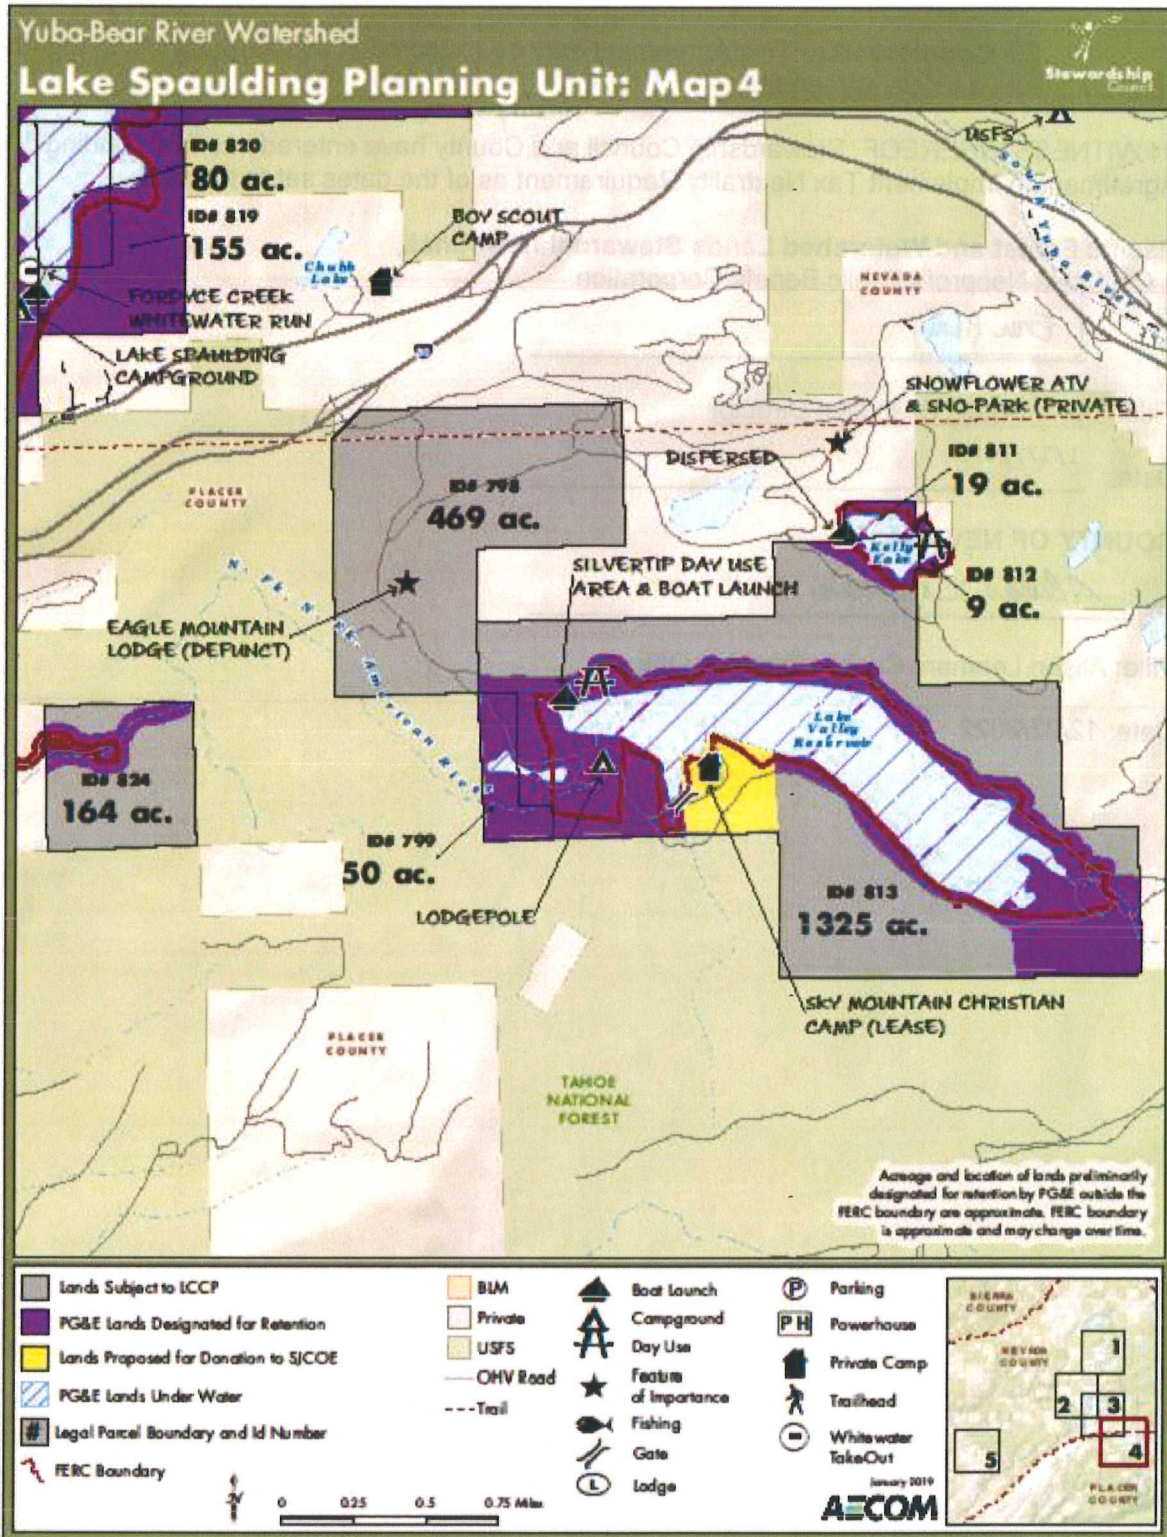 Yuba-Bear River Watershed
Lake Spaulding Planning Unit: Map 4
Stewardship
Council
USFS
South Yuba River
ID# 820
80 ac.
ID# 819
155 ac.
BOY SCOUT
CAMP
Chubb
Lake
NEVADA
COUNTY
FORDYCE CREEK
WHITEWATER RUN
LAKE SPAULDING
CAMPGROUND
80
SNOWFLOWER ATV
& SNO-PARK (PRIVATE)
DISPERSED
ID# 811
19 ac.
PLACER
COUNTY
ID# 798
469 ac.
Kelly
Lake
SILVERTIP DAY USE
AREA & BOAT LAUNCH
ID# 812
9 ac.
EAGLE MOUNTAIN
LODGE (DEFUNCT)
American River
Lake
Valley
Reservoir
ID# 824
164 ac.
ID# 799
50 ac.
LODGEPOLE
ID# 813
1325 ac.
SKY MOUNTAIN CHRISTIAN
CAMP (LEASE)
PLACER
COUNTY
TAHOE
NATIONAL
FOREST
Acreage and location of lands preliminarily
designated for retention by PG&E outside the
FERC boundary are approximate. FERC boundary
is approximate and may change over time.
Lands Subject to LCCP
PG&E Lands Designated for Retention
Lands Proposed for Donation to SJCOE
PG&E Lands Under Water
# Legal Parcel Boundary and Id Number
FERC Boundary
BLM
Private
USFS
OHV Road
Trail
Boat Launch
Campground
Day Use
Feature
of Importance
Fishing
Gate
L Lodge
P Parking
PH Powerhouse
Private Camp
Trailhead
Whitewater
TakeOut
N
0 0.25 0.5 0.75 Miles
January 2019
AECOM
SIERRA
COUNTY
NEVADA
COUNTY
1
2
3
4
5
PLACER
COUNTY